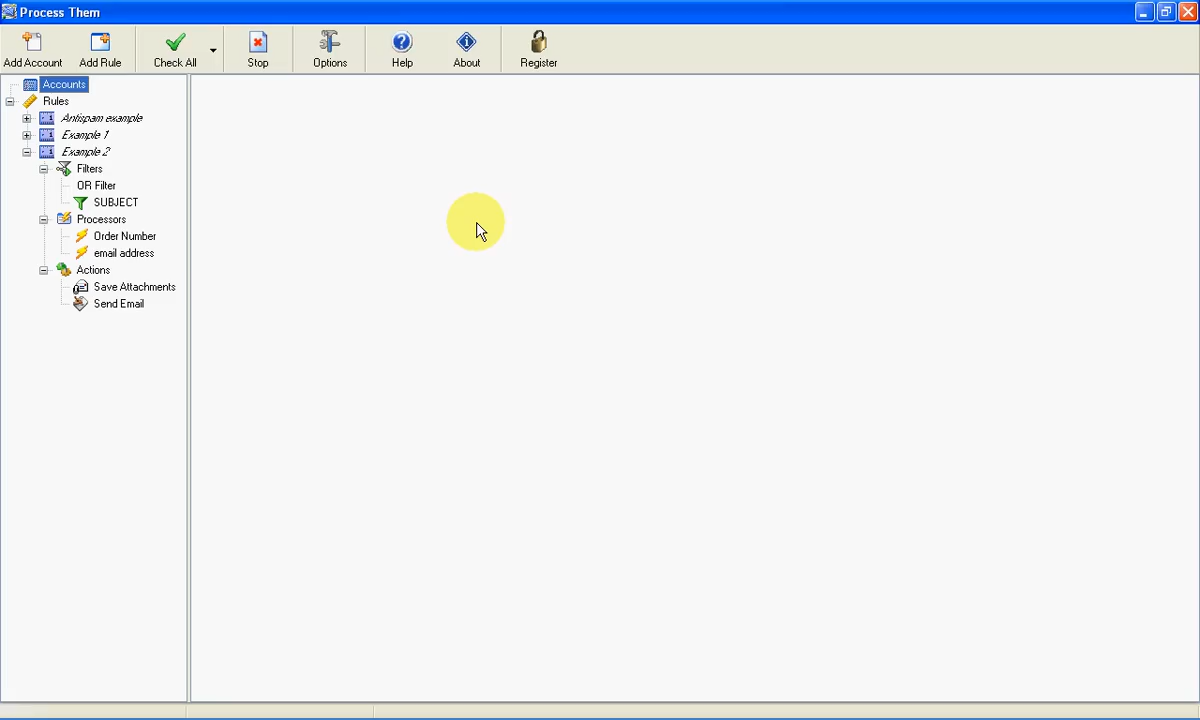 Process Them
Add Account Add Rule Check All Stop Options Help About Register
Accounts
Rules
Antispam example
Example 1
Example 2
Filters
OR Filter
SUBJECT
Processors
Order Number
email address
Actions
Save Attachments
Send Email